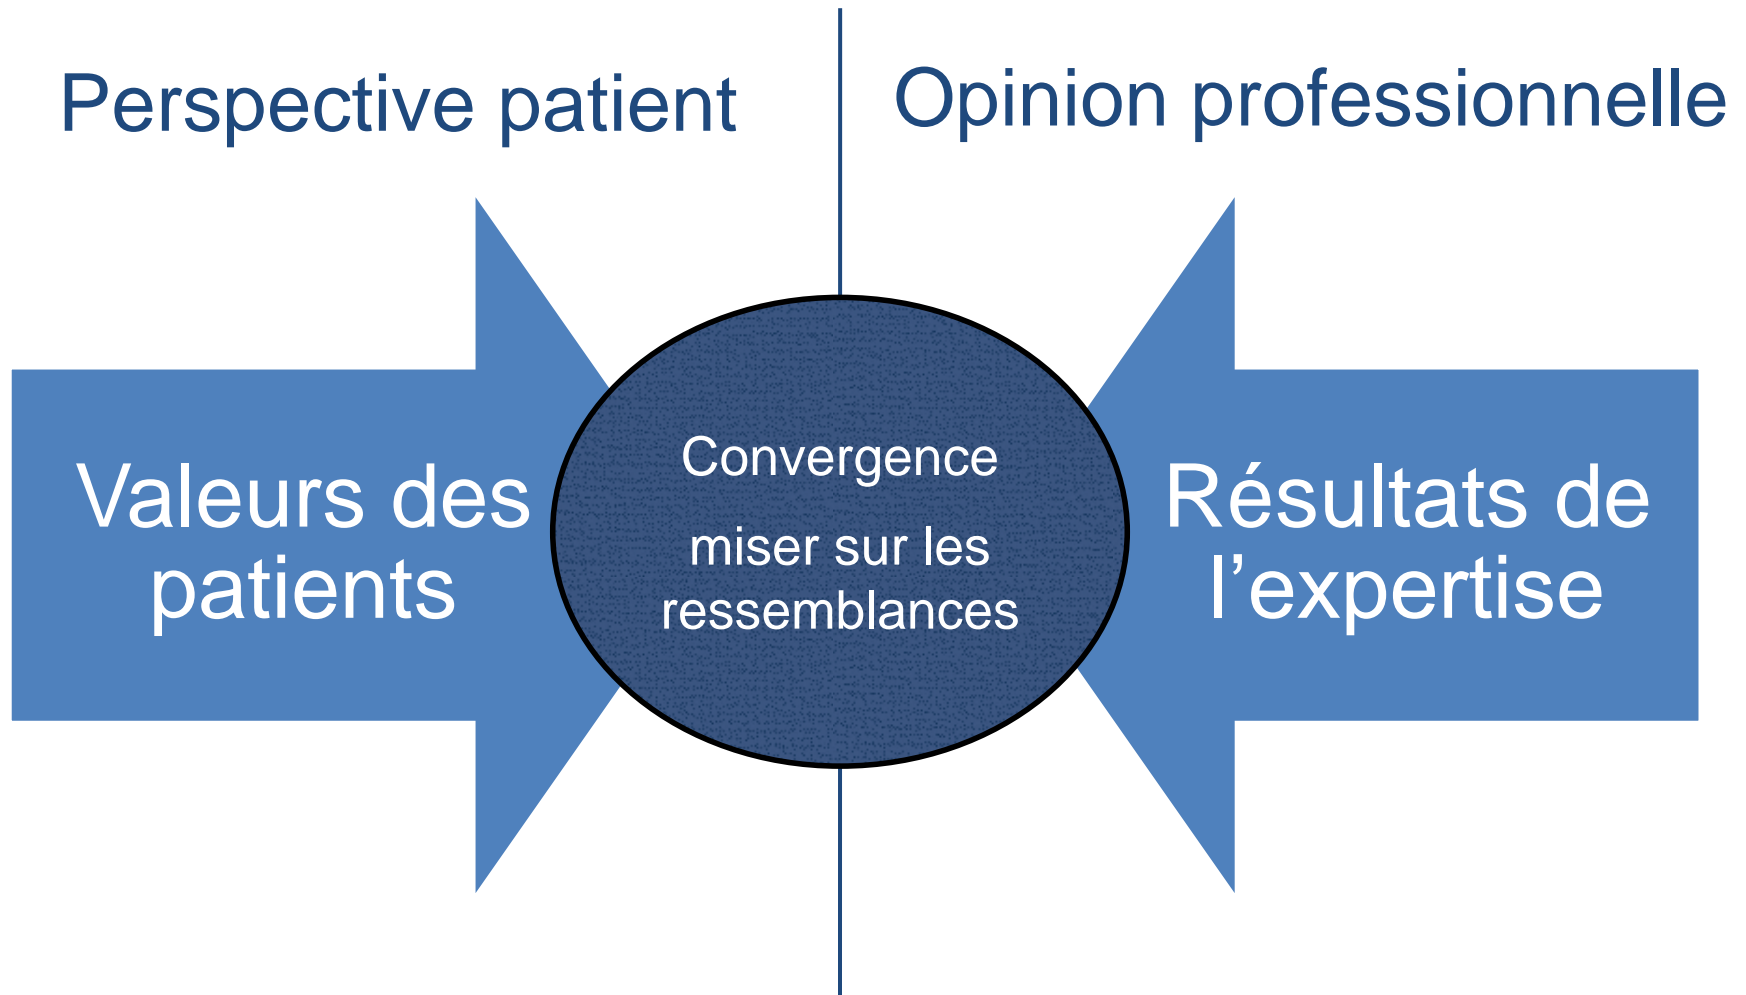 Perspective patient
Opinion professionnelle
Valeurs des
patients
Convergence
miser sur les
ressemblances
Résultats de
l’expertise